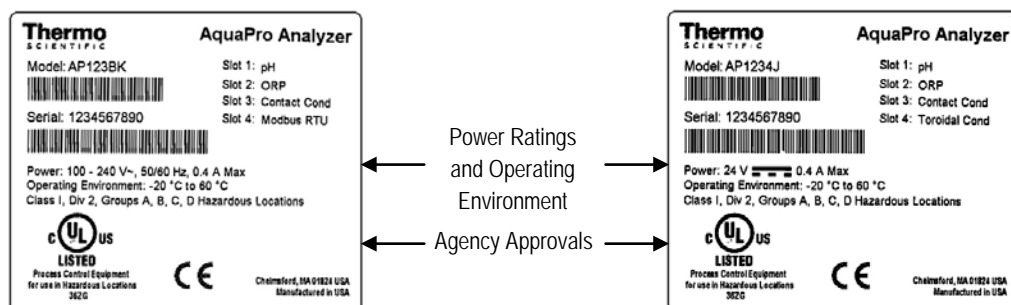 Thermo
SCIENTIFIC
AquaPro Analyzer
Model: AP123BK
Slot 1: pH
Slot 2: ORP
Slot 3: Contact Cond
Serial: 1234567890
Slot 4: Modbus RTU
Power: 100 - 240 V~, 50/60 Hz, 0.4 A Max
Operating Environment: -20 °C to 60 °C
Class I, Div 2, Groups A, B, C, D Hazardous Locations
C UL US
LISTED
Process Control Equipment
for use in Hazardous Locations
362G
CE
Chelmsford, MA 01824 USA
Manufactured in USA
Power Ratings
and Operating
Environment
Agency Approvals
Thermo
SCIENTIFIC
AquaPro Analyzer
Model: AP1234J
Slot 1: pH
Slot 2: ORP
Slot 3: Contact Cond
Serial: 1234567890
Slot 4: Toroidal Cond
Power: 24 V 0.4 A Max
Operating Environment: -20 °C to 60 °C
Class I, Div 2, Groups A, B, C, D Hazardous Locations
C UL US
LISTED
Process Control Equipment
for use in Hazardous Locations
362G
CE
Chelmsford, MA 01824 USA
Manufactured in USA